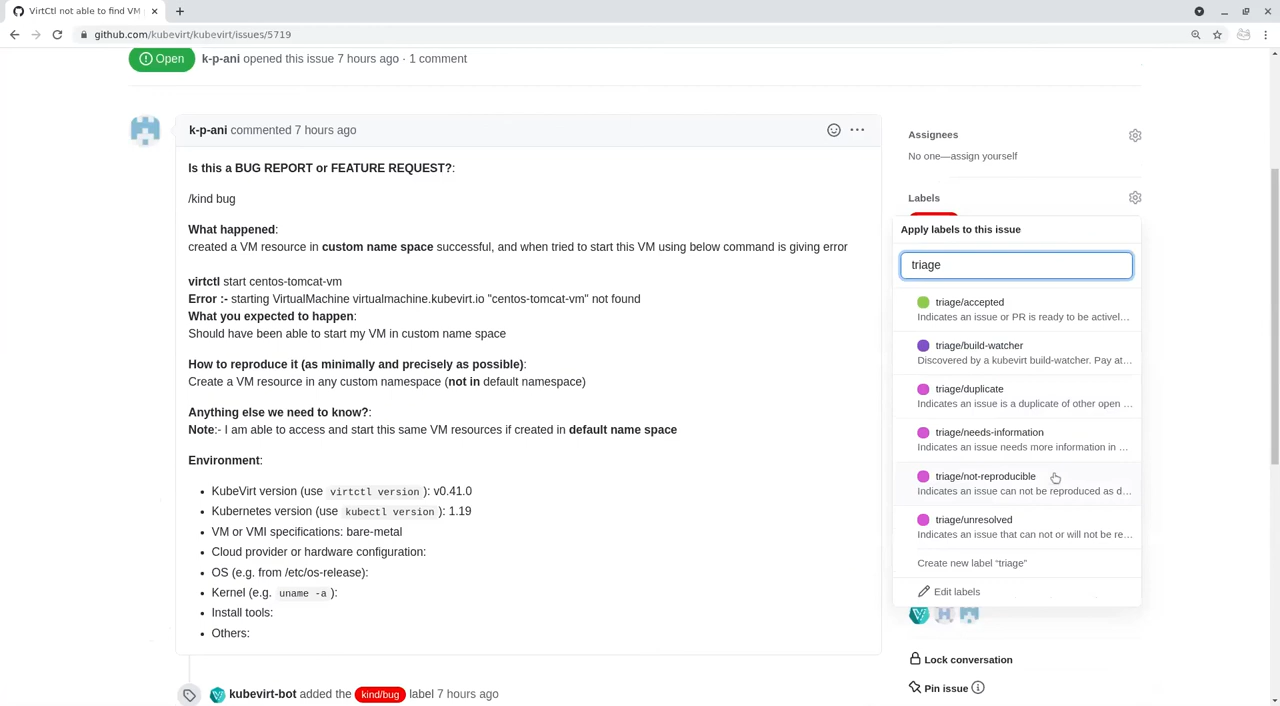 VirtCtl not able to find VM
github.com/kubevirt/kubevirt/issues/5719
Open
k-p-ani opened this issue 7 hours ago · 1 comment
k-p-ani commented 7 hours ago
Is this a BUG REPORT or FEATURE REQUEST?:
/kind bug
What happened:
created a VM resource in custom name space successful, and when tried to start this VM using below command is giving error
virtctl start centos-tomcat-vm
Error :- starting VirtualMachine virtualmachine.kubevirt.io "centos-tomcat-vm" not found
What you expected to happen:
Should have been able to start my VM in custom name space
How to reproduce it (as minimally and precisely as possible):
Create a VM resource in any custom namespace (not in default namespace)
Anything else we need to know?:
Note:- I am able to access and start this same VM resources if created in default name space
Environment:
• KubeVirt version (use virtctl version ): v0.41.0
• Kubernetes version (use kubectl version ): 1.19
• VM or VMI specifications: bare-metal
• Cloud provider or hardware configuration:
• OS (e.g. from /etc/os-release):
• Kernel (e.g. uname -a ):
• Install tools:
• Others:
kubevirt-bot added the kind/bug label 7 hours ago
Assignees
No one—assign yourself
Labels
Apply labels to this issue
triage
triage/accepted
Indicates an issue or PR is ready to be activel...
triage/build-watcher
Discovered by a kubevirt build-watcher. Pay at...
triage/duplicate
Indicates an issue is a duplicate of other open ...
triage/needs-information
Indicates an issue needs more information in ...
triage/not-reproducible
Indicates an issue can not be reproduced as d...
triage/unresolved
Indicates an issue that can not or will not be re...
Create new label “triage”
Edit labels
Lock conversation
Pin issue